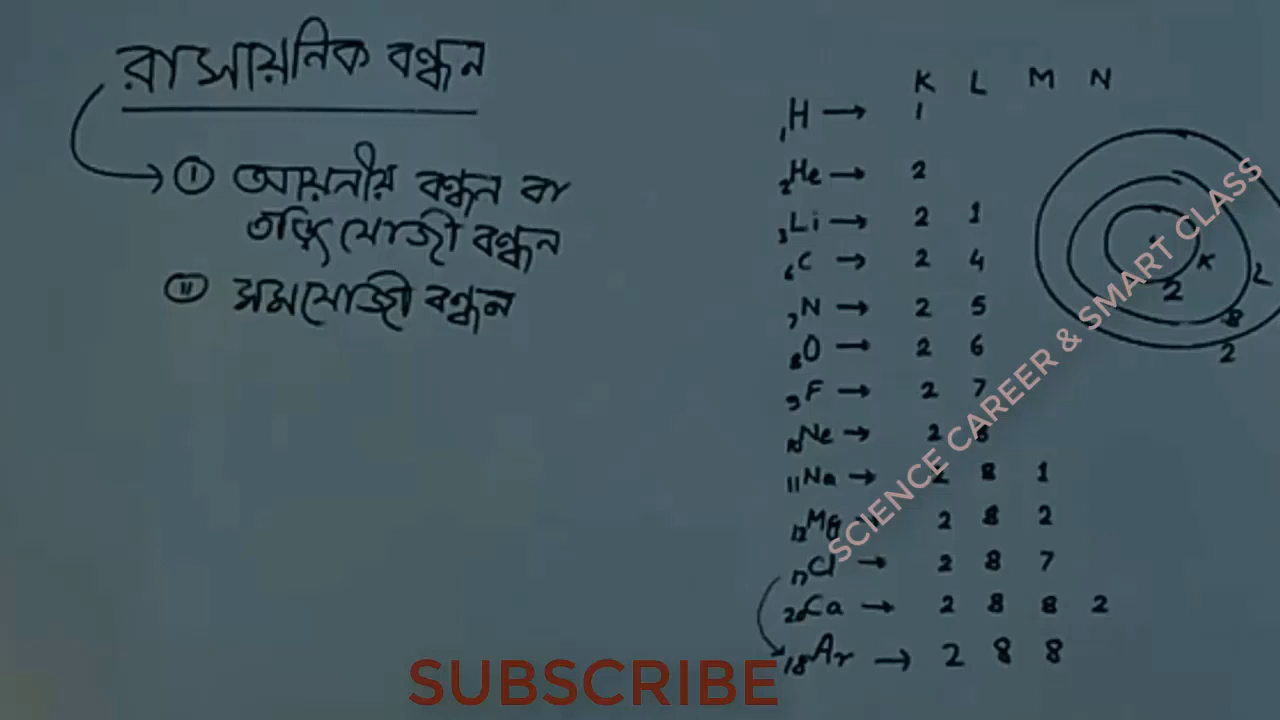 রাসায়নিক বন্ধন
① আয়নীয় বন্ধন বা
তড়িৎযোজী বন্ধন
⑪ সমযোজী বন্ধন
K L M N
₁H → 1
₂He → 2
₃Li → 2 1
₆C → 2 4
₇N → 2 5
₈O → 2 6
₉F → 2 7
₁₀Ne → 2 8
₁₁Na → 2 8 1
₁₂Mg → 2 8 2
₁₇Cl → 2 8 7
₂₀Ca → 2 8 8 2
₁₈Ar → 2 8 8
K
L
2
8
2
SCIENCE CAREER & SMART CLASS
SUBSCRIBE